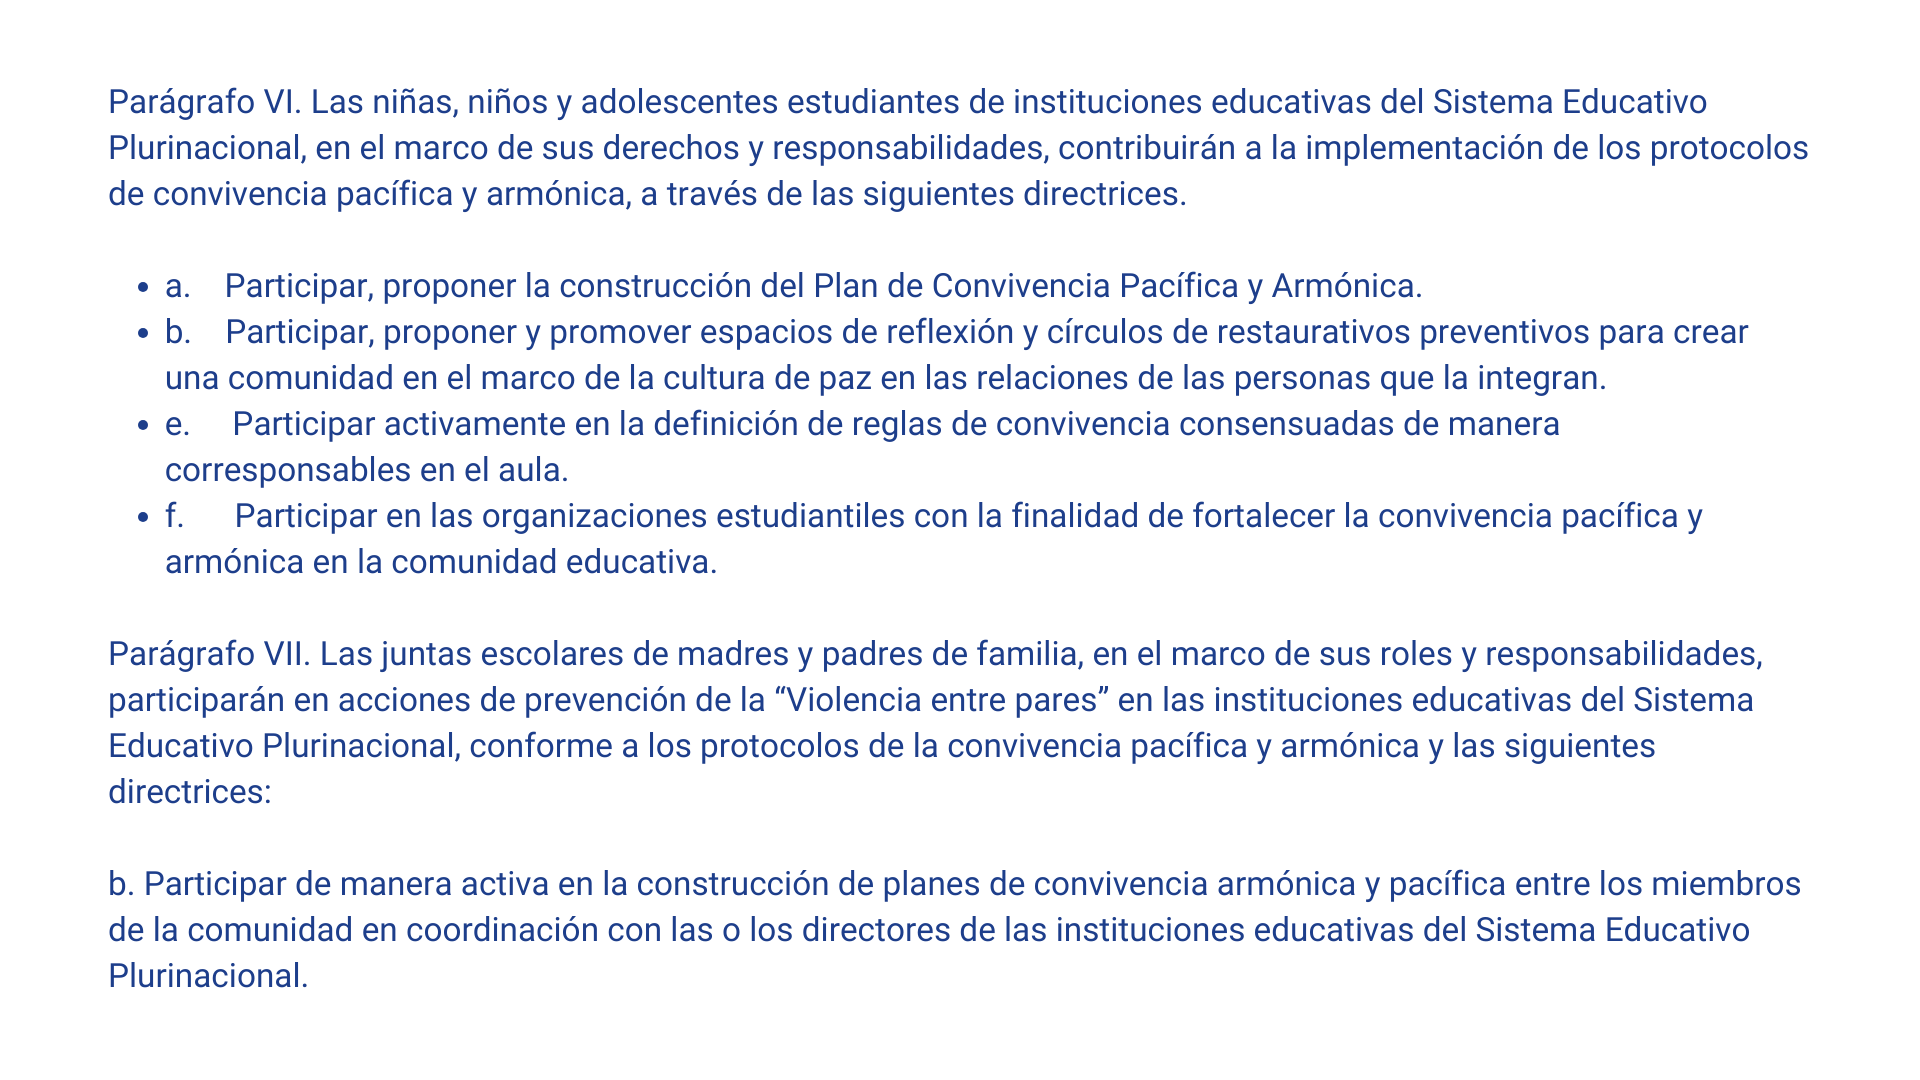 Parágrafo VI. Las niñas, niños y adolescentes estudiantes de instituciones educativas del Sistema Educativo
Plurinacional, en el marco de sus derechos y responsabilidades, contribuirán a la implementación de los protocolos
de convivencia pacífica y armónica, a través de las siguientes directrices.
• a. Participar, proponer la construcción del Plan de Convivencia Pacífica y Armónica.
• b. Participar, proponer y promover espacios de reflexión y círculos de restaurativos preventivos para crear
una comunidad en el marco de la cultura de paz en las relaciones de las personas que la integran.
• e. Participar activamente en la definición de reglas de convivencia consensuadas de manera
corresponsables en el aula.
• f. Participar en las organizaciones estudiantiles con la finalidad de fortalecer la convivencia pacífica y
armónica en la comunidad educativa.
Parágrafo VII. Las juntas escolares de madres y padres de familia, en el marco de sus roles y responsabilidades,
participarán en acciones de prevención de la “Violencia entre pares” en las instituciones educativas del Sistema
Educativo Plurinacional, conforme a los protocolos de la convivencia pacífica y armónica y las siguientes
directrices:
b. Participar de manera activa en la construcción de planes de convivencia armónica y pacífica entre los miembros
de la comunidad en coordinación con las o los directores de las instituciones educativas del Sistema Educativo
Plurinacional.